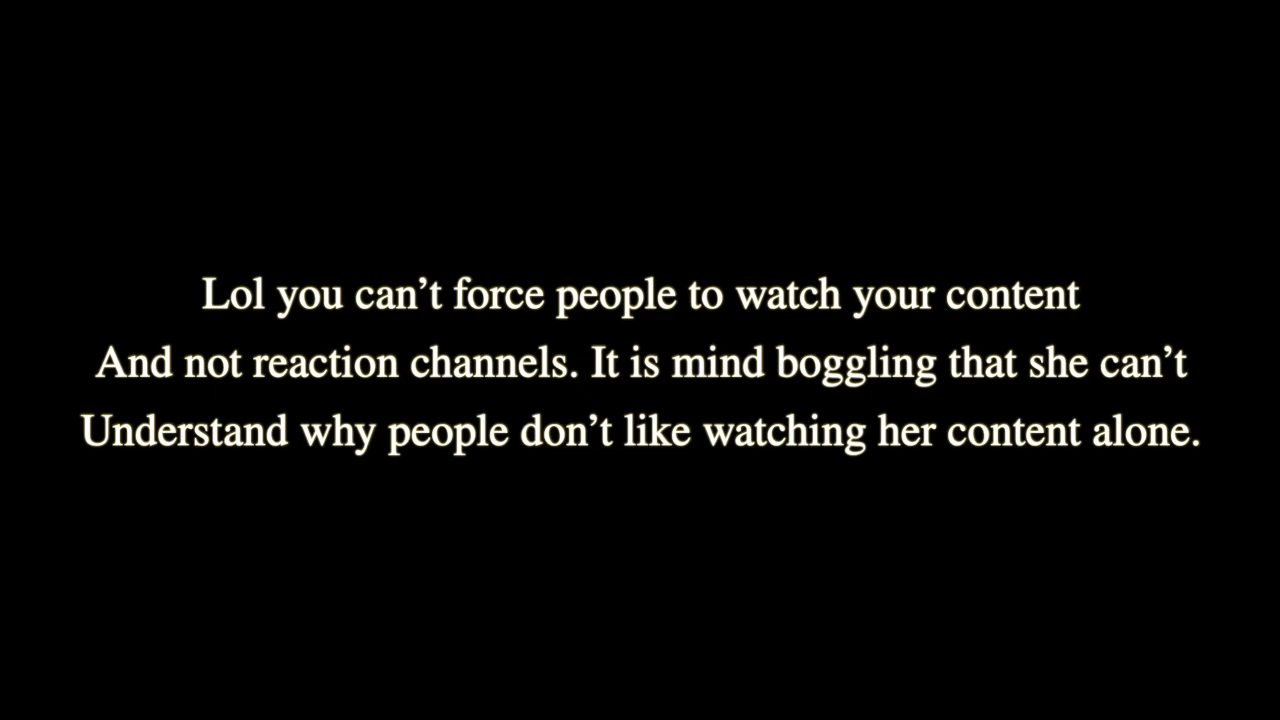 Lol you can’t force people to watch your content
And not reaction channels. It is mind boggling that she can’t
Understand why people don’t like watching her content alone.